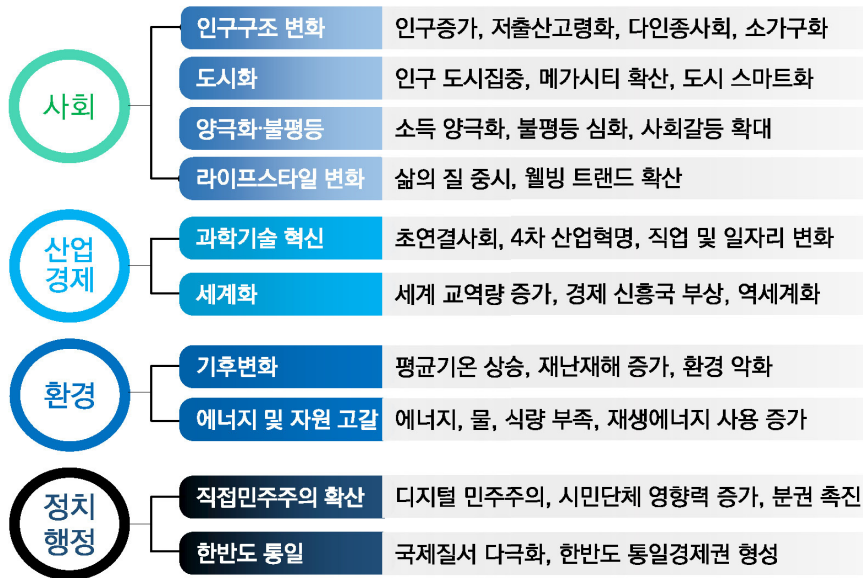 사회
인구구조 변화 인구증가, 저출산고령화, 다인종사회, 소가구화
도시화 인구 도시집중, 메가시티 확산, 도시 스마트화
양극화·불평등 소득 양극화, 불평등 심화, 사회갈등 확대
라이프스타일 변화 삶의 질 중시, 웰빙 트랜드 확산
산업
경제
과학기술 혁신 초연결사회, 4차 산업혁명, 직업 및 일자리 변화
세계화 세계 교역량 증가, 경제 신흥국 부상, 역세계화
환경
기후변화 평균기온 상승, 재난재해 증가, 환경 악화
에너지 및 자원 고갈 에너지, 물, 식량 부족, 재생에너지 사용 증가
정치
행정
직접민주주의 확산 디지털 민주주의, 시민단체 영향력 증가, 분권 촉진
한반도 통일 국제질서 다극화, 한반도 통일경제권 형성